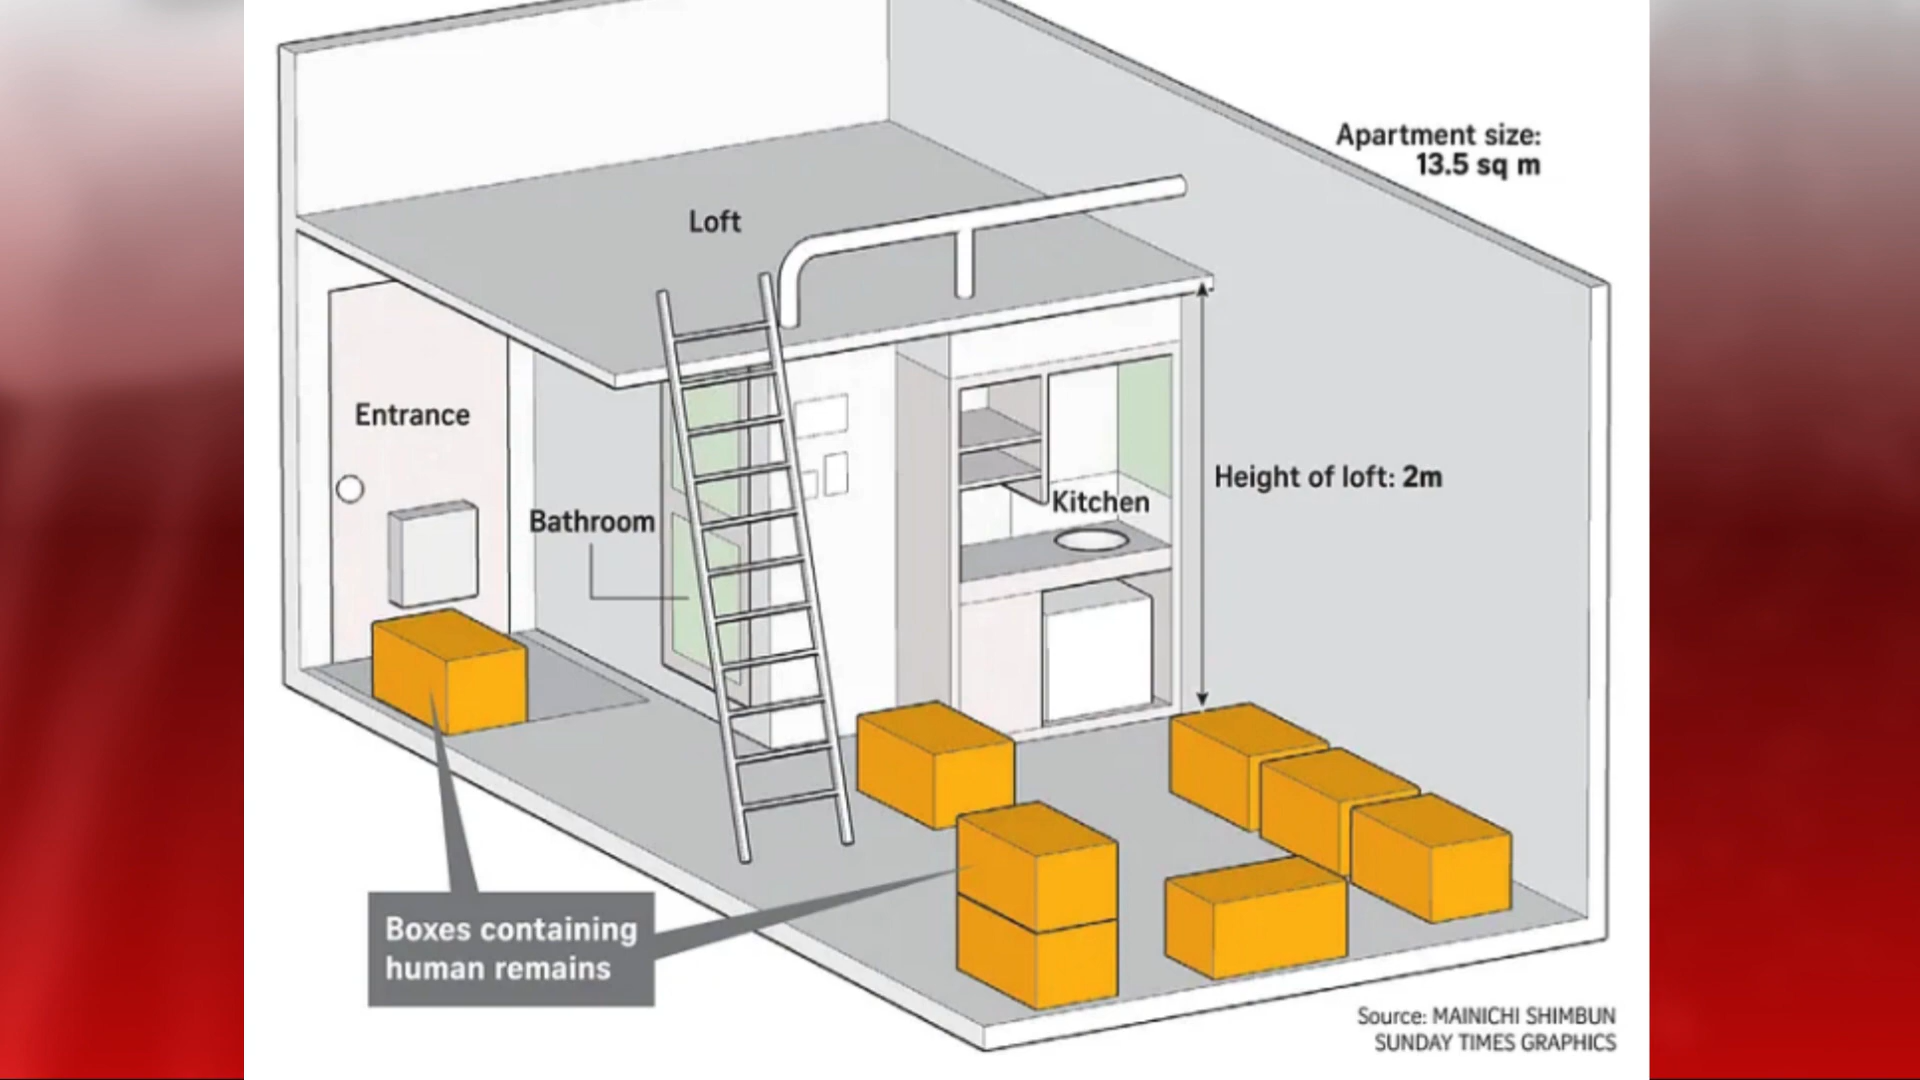 Apartment size:
13.5 sq m
Loft
Entrance
Height of loft: 2m
Kitchen
Bathroom
Boxes containing
human remains
Source: MAINICHI SHIMBUN
SUNDAY TIMES GRAPHICS